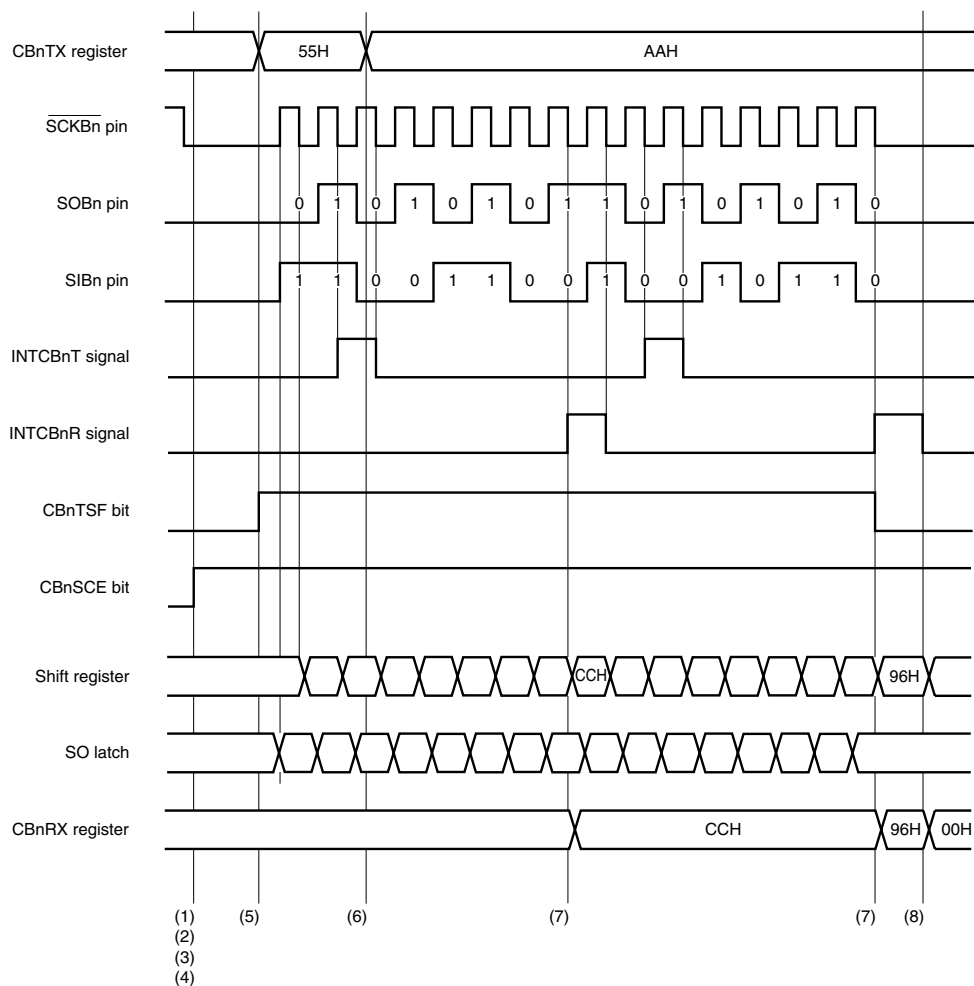 CBnTX register 55H AAH
SCKBn pin
SOBn pin 0 1 0 1 0 1 0 1 1 0 1 0 1 0 1 0
SIBn pin 1 1 0 0 1 1 0 0 1 0 0 1 0 1 1 0
INTCBnT signal
INTCBnR signal
CBnTSF bit
CBnSCE bit
Shift register CCH 96H
SO latch
CBnRX register CCH 96H 00H
(1) (5) (6) (7) (7) (8)
(2)
(3)
(4)